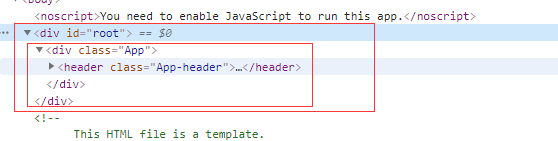 <body>
<noscript>You need to enable JavaScript to run this app.</noscript>
… ▼<div id="root"> == $0
▼<div class="App">
▶<header class="App-header">…</header>
</div>
</div>
<!--
This HTML file is a template.